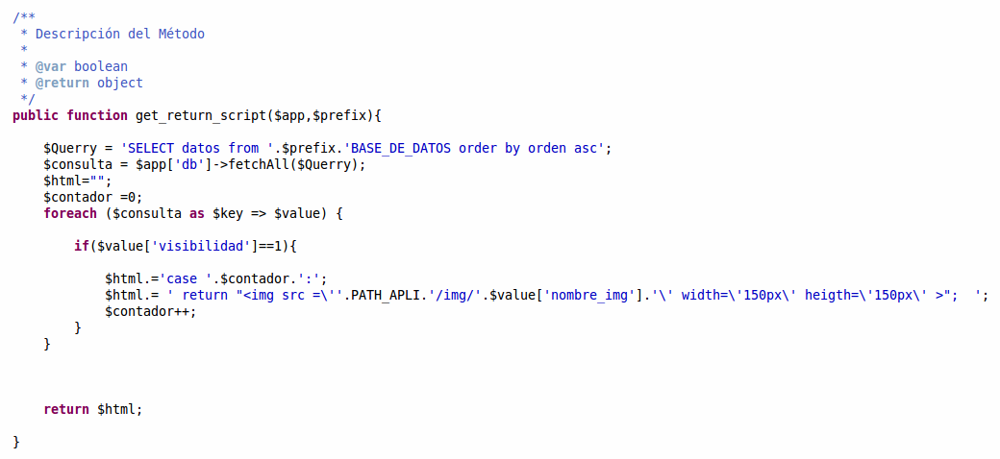 /**
 * Descripción del Método
 *
 * @var boolean
 * @return object
 */
public function get_return_script($app,$prefix){
    $Querry = 'SELECT datos from '.$prefix.'BASE_DE_DATOS order by orden asc';
    $consulta = $app['db']->fetchAll($Querry);
    $html="";
    $contador =0;
    foreach ($consulta as $key => $value) {
        if($value['visibilidad']==1){
            $html.='case '.$contador.':';
            $html.= ' return "<img src =\''.PATH_APLI.'/img/'.$value['nombre_img'].'\' width=\'150px\' heigth=\'150px\' >";  ';
            $contador++;
        }
    }
    return $html;
}